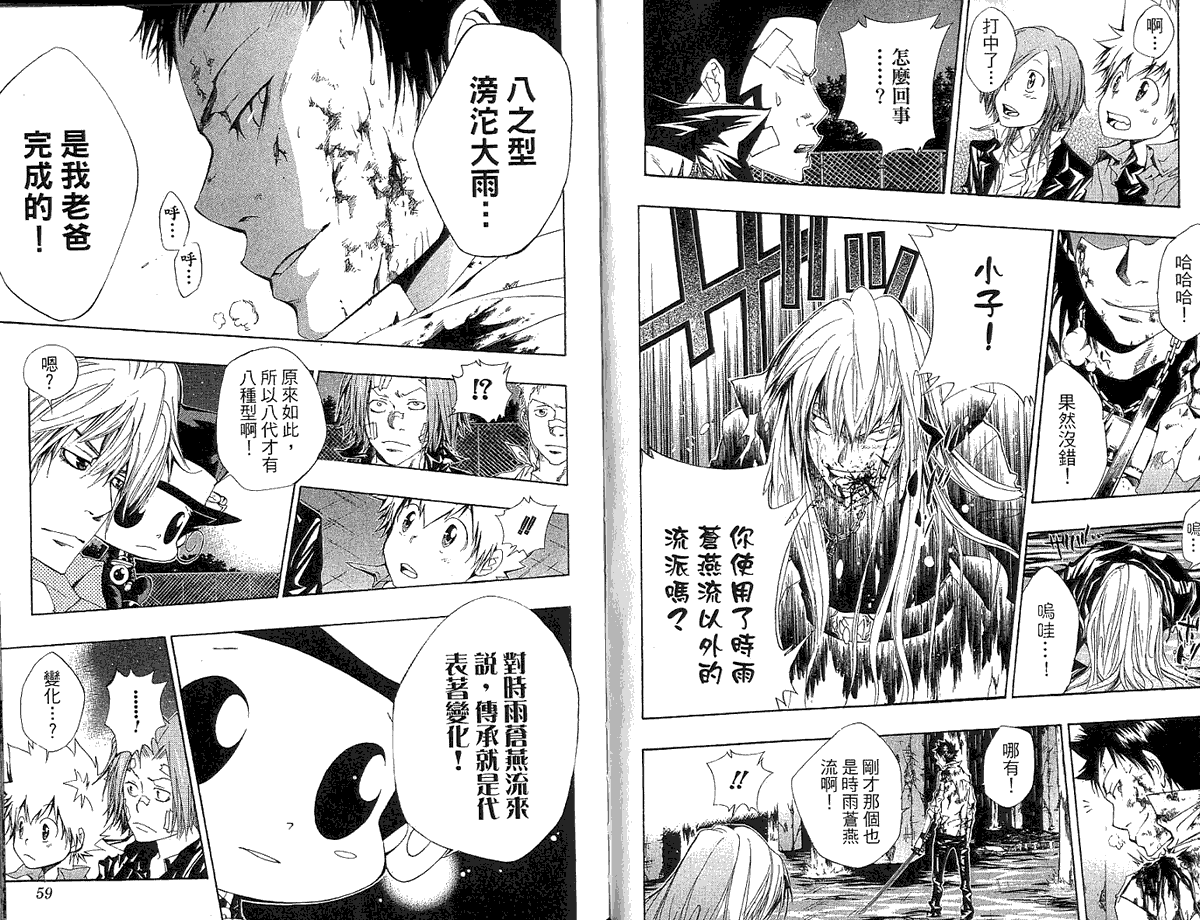 啊…
打中了…
怎麼回事
……？
哈哈哈！
果然沒錯！
小子！
你使用了時雨
蒼燕流以外的
流派嗎？
嗚…
嗚哇…！
哪有！
剛才那個也
是時雨蒼燕
流啊！
!!
八之型
滂沱大雨…
是我老爸
完成的！
呼…
呼…
!?
原來如此，
所以八代才有
八種型啊！
嗯？
!!
對時雨蒼燕流來
說，傳承就是代
表著變化！
……！
變化…？
59